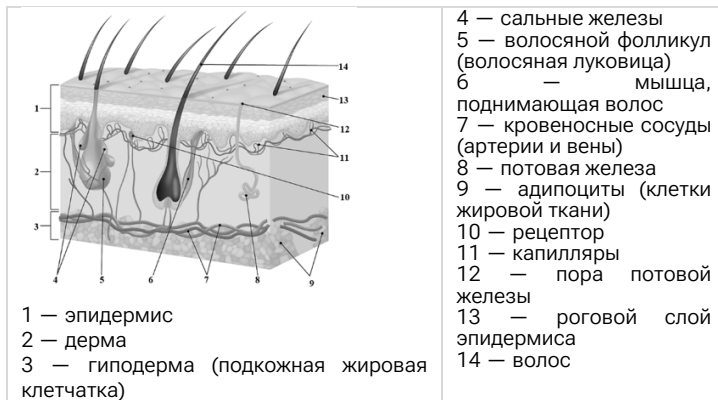 14
13
12
11
10
1
2
3
4
5
6
7
8
9
1 — эпидермис
2 — дерма
3 — гиподерма (подкожная жировая
клетчатка)
4 — сальные железы
5 — волосяной фолликул
(волосяная луковица)
6 — мышца,
поднимающая волос
7 — кровеносные сосуды
(артерии и вены)
8 — потовая железа
9 — адипоциты (клетки
жировой ткани)
10 — рецептор
11 — капилляры
12 — пора потовой
железы
13 — роговой слой
эпидермиса
14 — волос